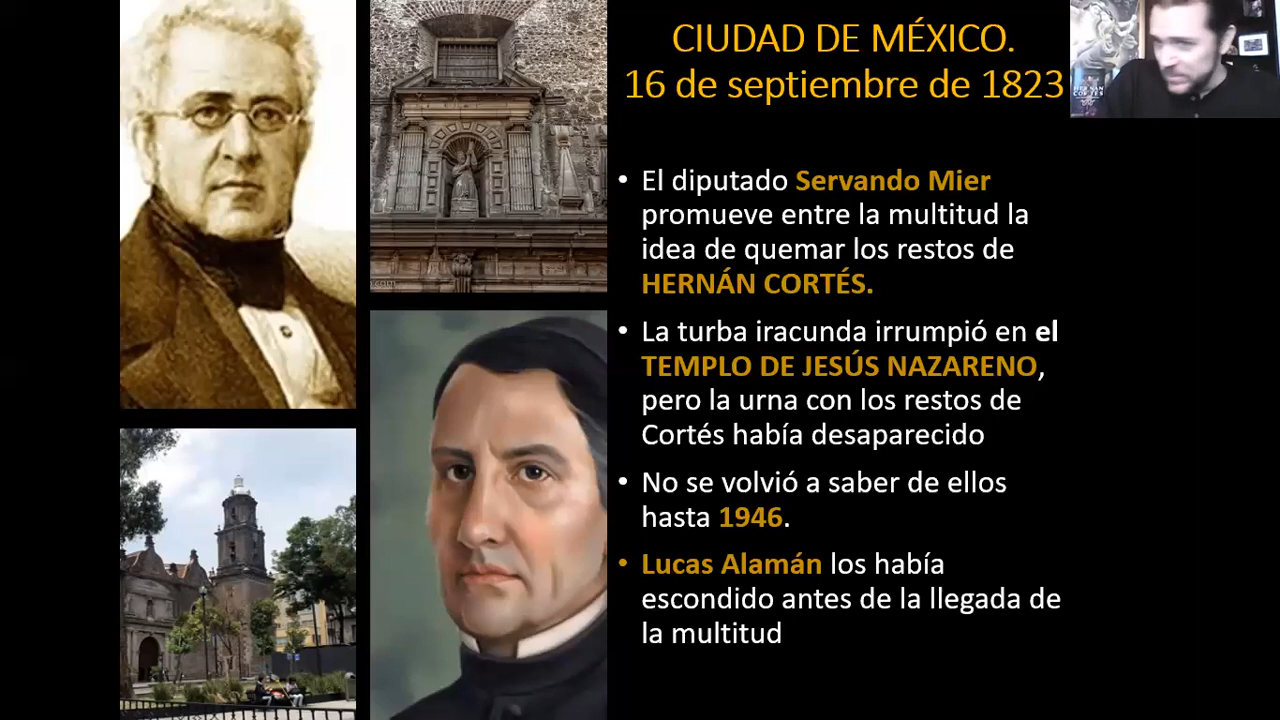 CIUDAD DE MÉXICO.
16 de septiembre de 1823
HERNÁN
CORTÉS
• El diputado Servando Mier
promueve entre la multitud la
idea de quemar los restos de
HERNÁN CORTÉS.
• La turba iracunda irrumpió en el
TEMPLO DE JESÚS NAZARENO,
pero la urna con los restos de
Cortés había desaparecido
• No se volvió a saber de ellos
hasta 1946.
• Lucas Alamán los había
escondido antes de la llegada de
la multitud